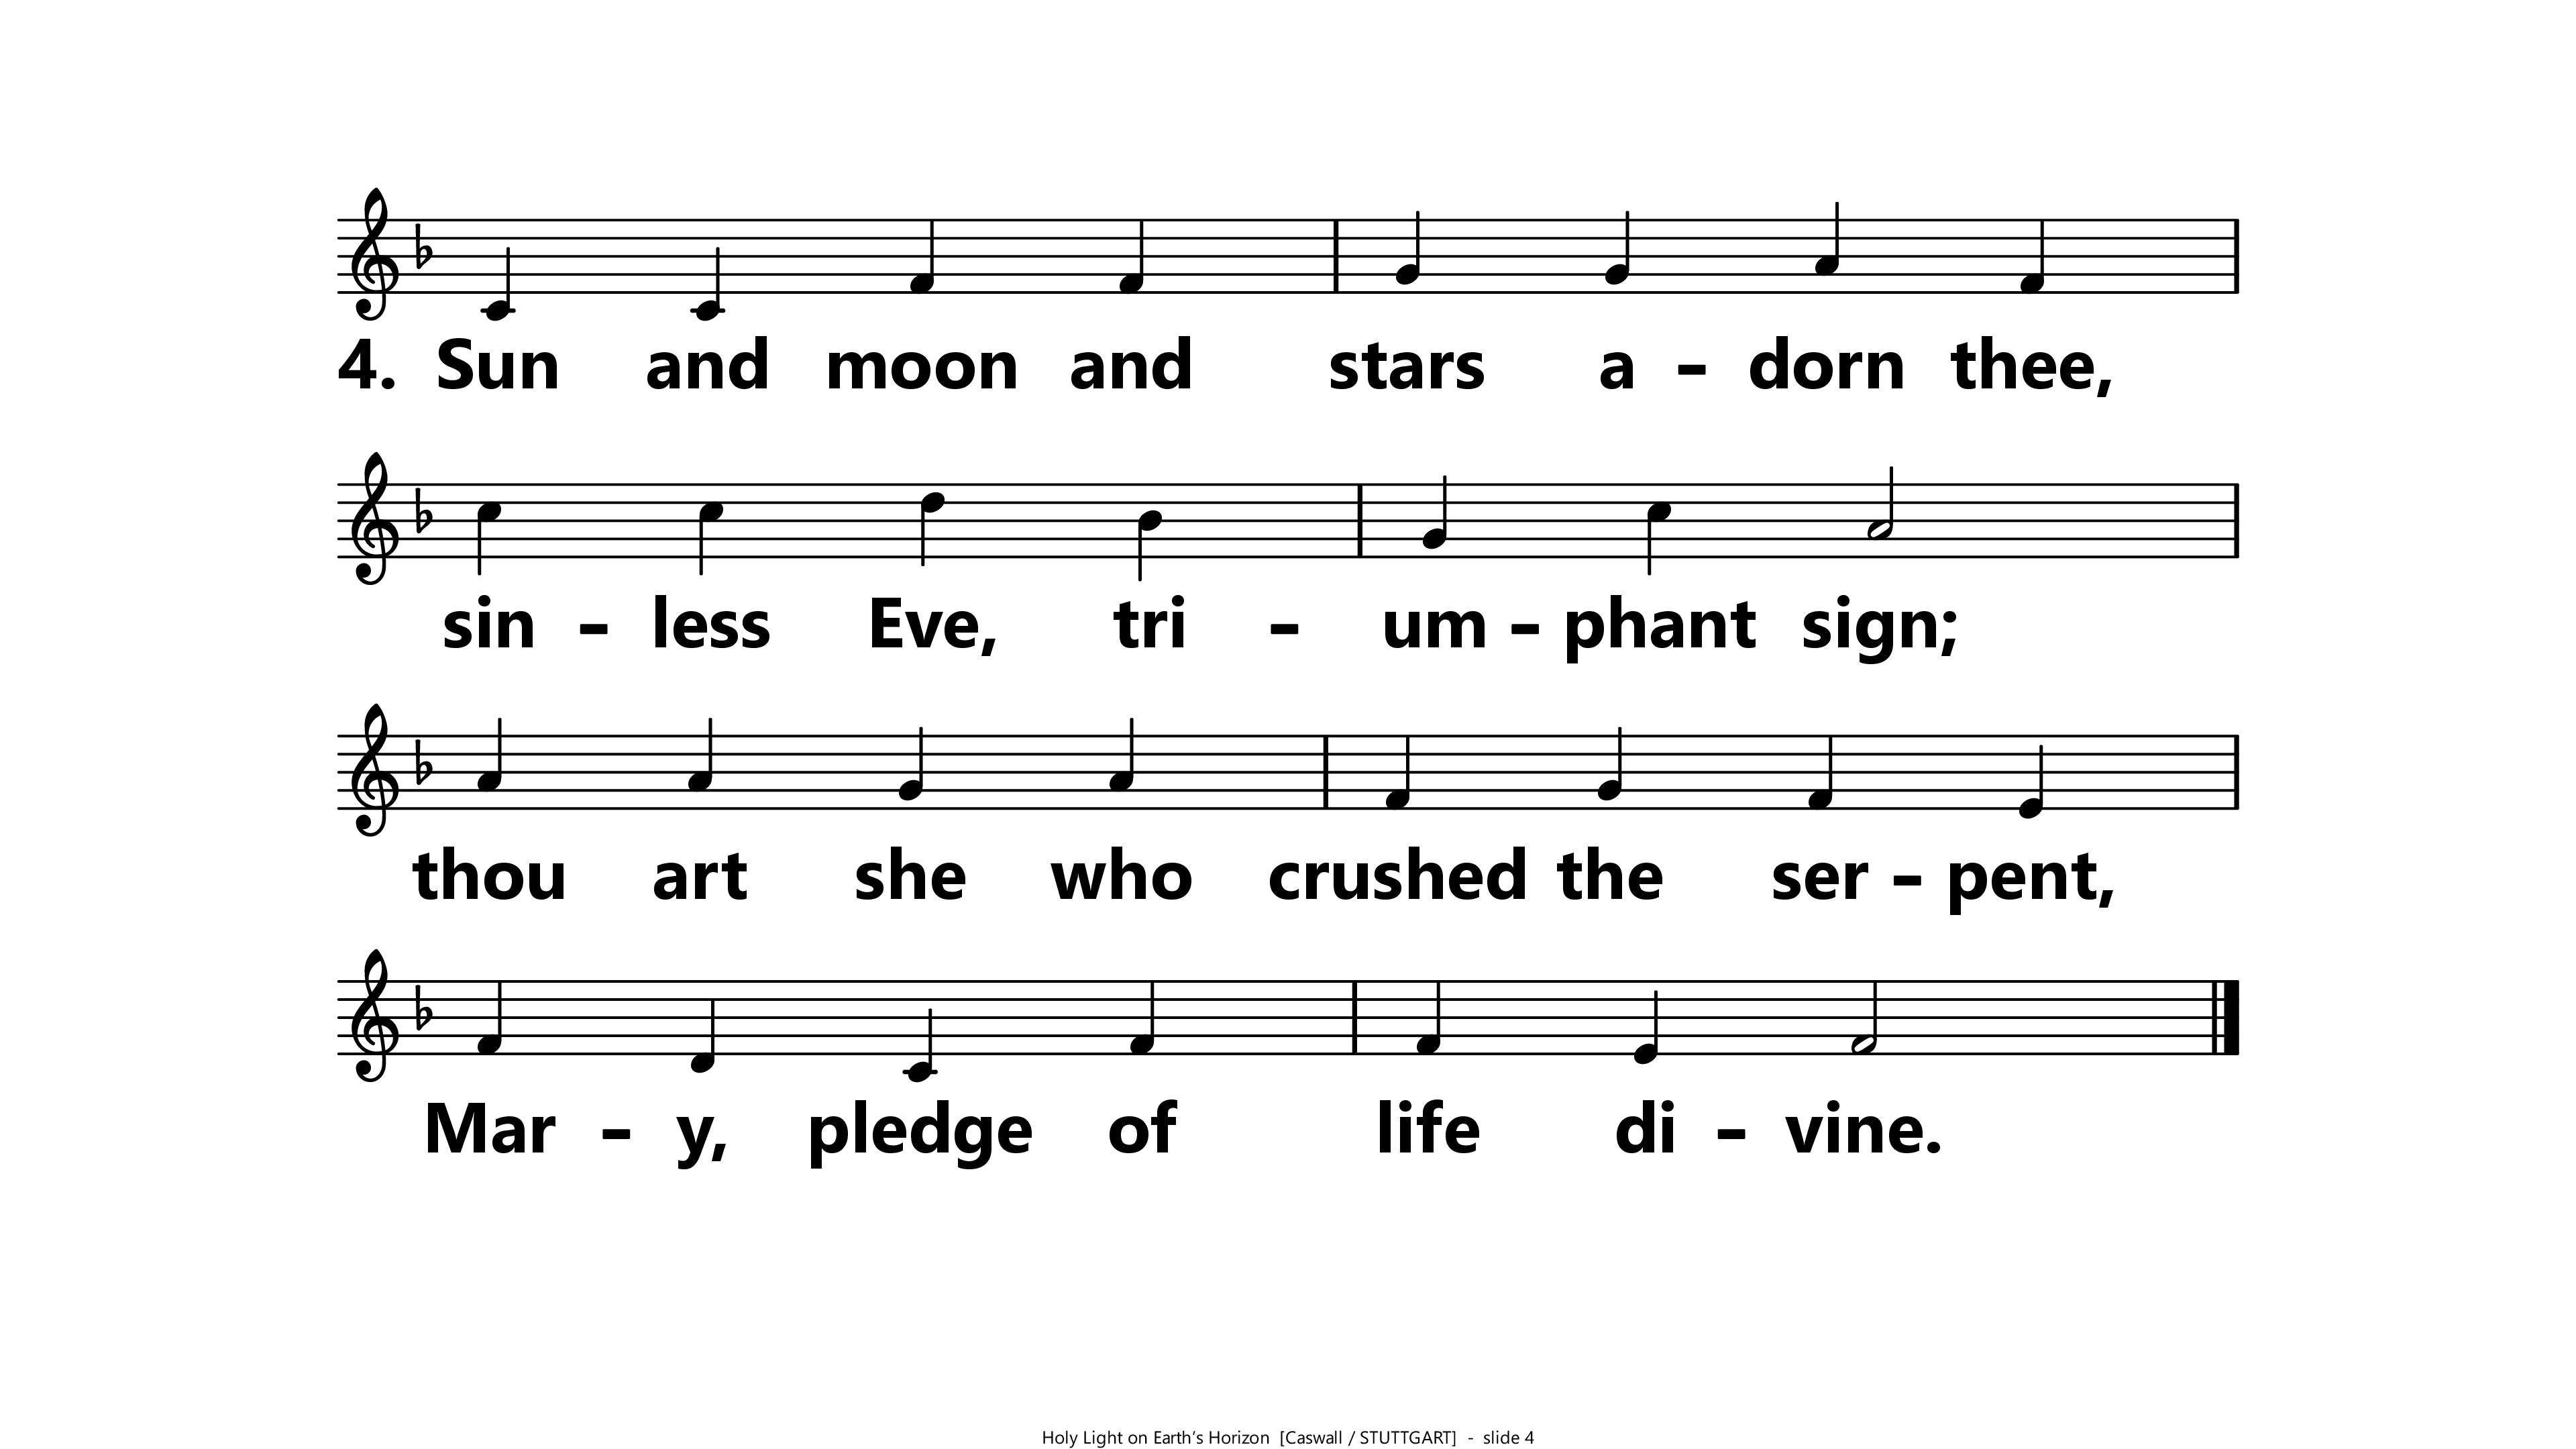 4. Sun and moon and stars a - dorn thee,
sin - less Eve, tri - um - phant sign;
thou art she who crushed the ser - pent,
Mar - y, pledge of life di - vine.
Holy Light on Earth’s Horizon [Caswall / STUTTGART] - slide 4